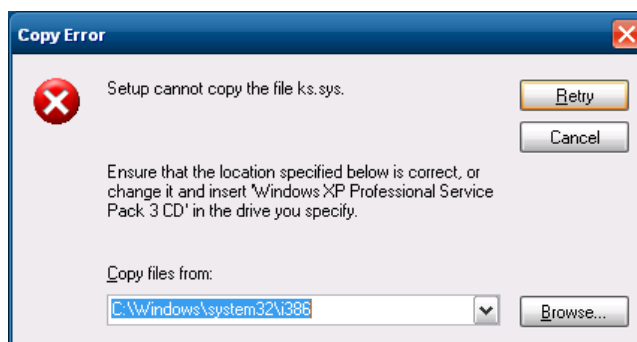 Copy Error
Setup cannot copy the file ks.sys.
Retry
Cancel
Ensure that the location specified below is correct, or
change it and insert 'Windows XP Professional Service
Pack 3 CD' in the drive you specify.
Copy files from:
C:\Windows\system32\i386
Browse...